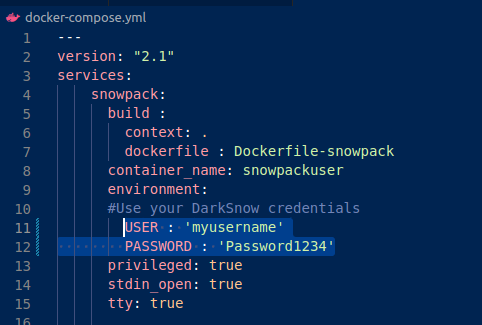 docker-compose.yml
1 ---
2 version: "2.1"
3 services:
4 snowpack:
5 build :
6 context: .
7 dockerfile : Dockerfile-snowpack
8 container_name: snowpackuser
9 environment:
10 #Use your DarkSnow credentials
11 USER : 'myusername'
12 PASSWORD : 'Password1234'
13 privileged: true
14 stdin_open: true
15 tty: true